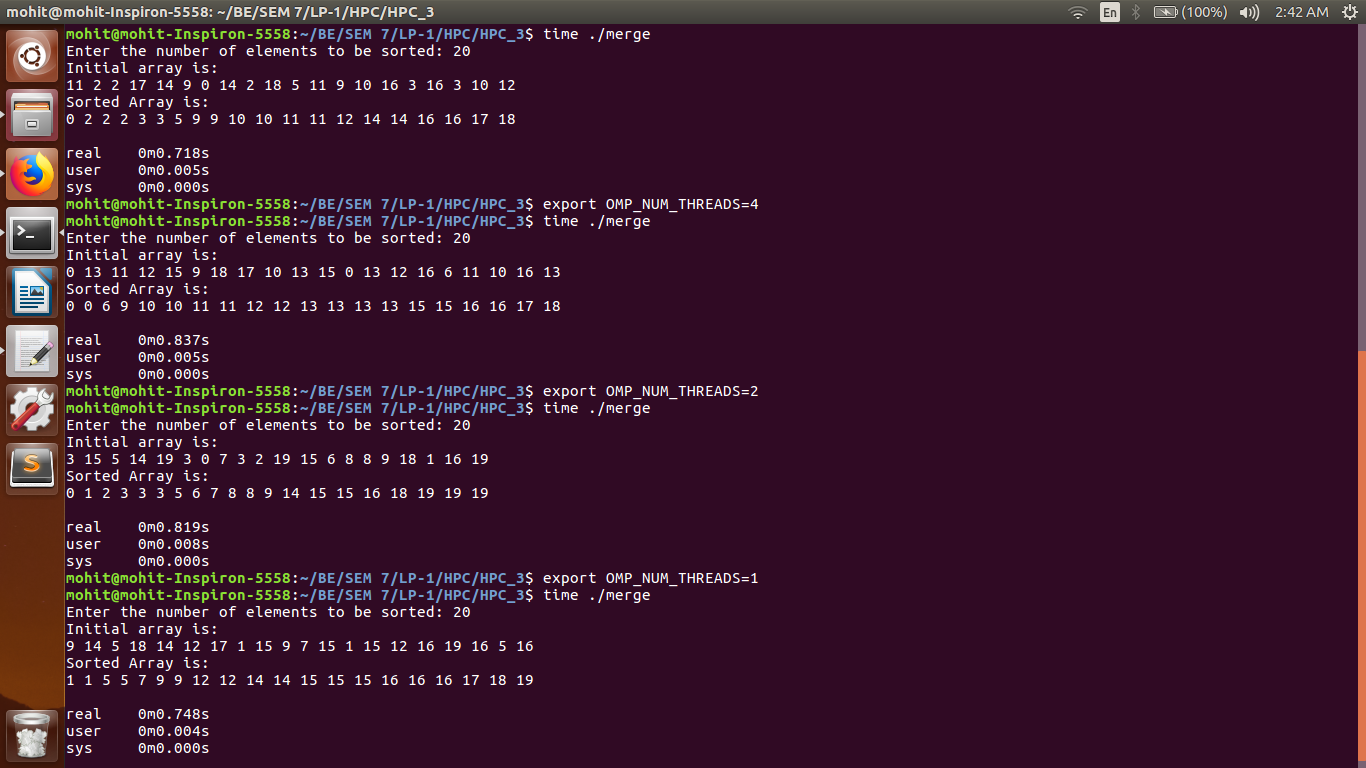 mohit@mohit-Inspiron-5558: ~/BE/SEM 7/LP-1/HPC/HPC_3 En (100%) 2:42 AM
mohit@mohit-Inspiron-5558:~/BE/SEM 7/LP-1/HPC/HPC_3$ time ./merge
Enter the number of elements to be sorted: 20
Initial array is:
11 2 2 17 14 9 0 14 2 18 5 11 9 10 16 3 16 3 10 12
Sorted Array is:
0 2 2 2 3 3 5 9 9 10 10 11 11 12 14 14 16 16 17 18
real 0m0.718s
user 0m0.005s
sys 0m0.000s
mohit@mohit-Inspiron-5558:~/BE/SEM 7/LP-1/HPC/HPC_3$ export OMP_NUM_THREADS=4
mohit@mohit-Inspiron-5558:~/BE/SEM 7/LP-1/HPC/HPC_3$ time ./merge
Enter the number of elements to be sorted: 20
Initial array is:
0 13 11 12 15 9 18 17 10 13 15 0 13 12 16 6 11 10 16 13
Sorted Array is:
0 0 6 9 10 10 11 11 12 12 13 13 13 13 15 15 16 16 17 18
real 0m0.837s
user 0m0.005s
sys 0m0.000s
mohit@mohit-Inspiron-5558:~/BE/SEM 7/LP-1/HPC/HPC_3$ export OMP_NUM_THREADS=2
mohit@mohit-Inspiron-5558:~/BE/SEM 7/LP-1/HPC/HPC_3$ time ./merge
Enter the number of elements to be sorted: 20
Initial array is:
3 15 5 14 19 3 0 7 3 2 19 15 6 8 8 9 18 1 16 19
Sorted Array is:
0 1 2 3 3 3 5 6 7 8 8 9 14 15 15 16 18 19 19 19
real 0m0.819s
user 0m0.008s
sys 0m0.000s
mohit@mohit-Inspiron-5558:~/BE/SEM 7/LP-1/HPC/HPC_3$ export OMP_NUM_THREADS=1
mohit@mohit-Inspiron-5558:~/BE/SEM 7/LP-1/HPC/HPC_3$ time ./merge
Enter the number of elements to be sorted: 20
Initial array is:
9 14 5 18 14 12 17 1 15 9 7 15 1 15 12 16 19 16 5 16
Sorted Array is:
1 1 5 5 7 9 9 12 12 14 14 15 15 15 16 16 16 17 18 19
real 0m0.748s
user 0m0.004s
sys 0m0.000s